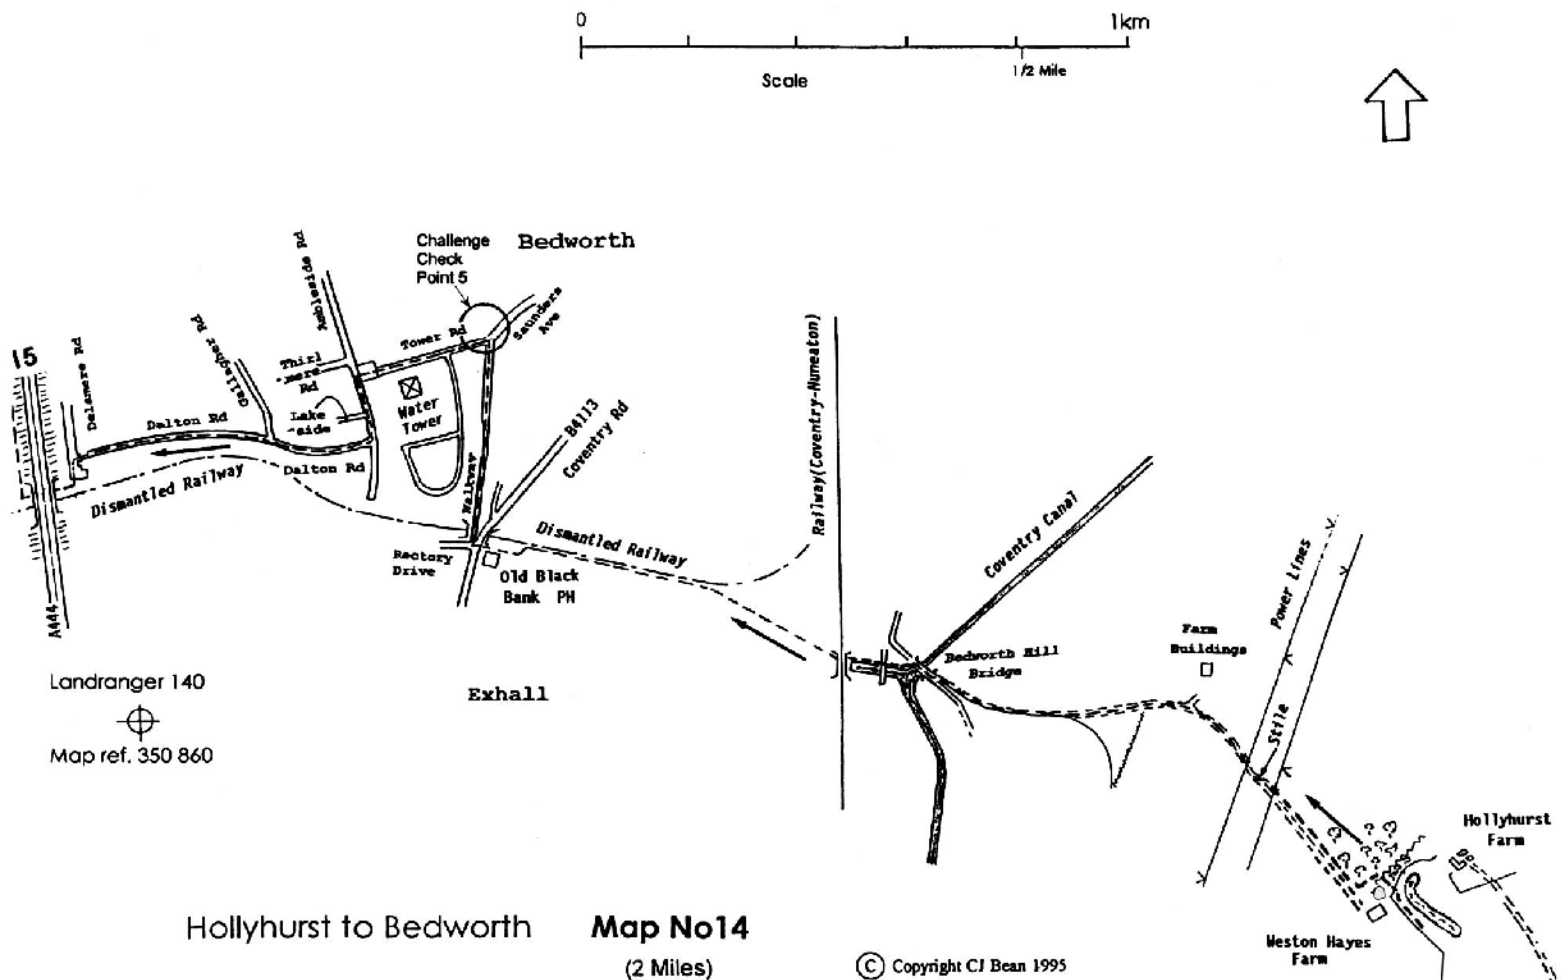 0
1km
Scale
1/2 Mile
Challenge
Check
Point 5
Bedworth
Ambleside Rd
Saunders
Ave
Tower Rd
Gallagher Rd
Thirl
mere
Rd
15
Delamere Rd
Lake
side
Water
Tower
Dalton Rd
Dalton Rd
Dismantled Railway
Walkway
B4113
Coventry Rd
Railway(Coventry-Nuneaton)
Dismantled Railway
Rectory
Drive
Old Black
Bank PH
A444
Coventry Canal
Power Lines
Farm
Buildings
Bedworth Hill
Bridge
Stile
Landranger 140
Map ref. 350 860
Exhall
Hollyhurst
Farm
Weston Hayes
Farm
Hollyhurst to Bedworth
Map No14
(2 Miles)
© Copyright CJ Bean 1995